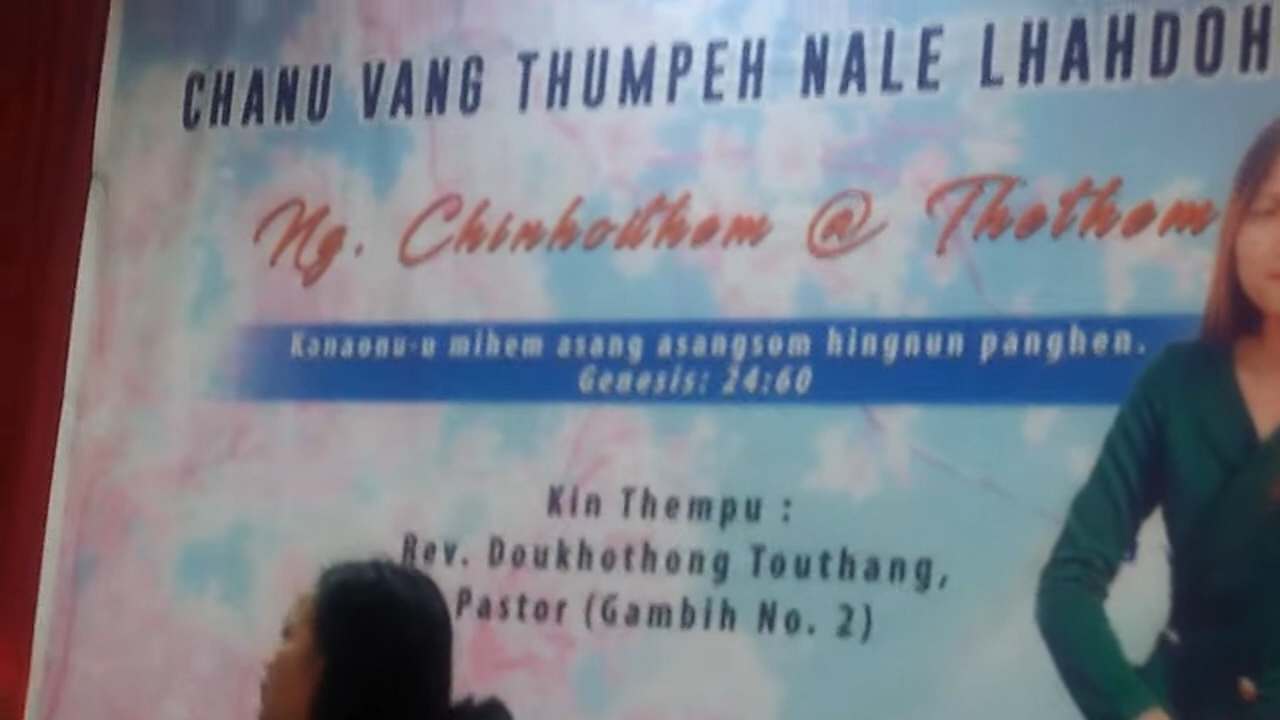 CHANU VANG THUMPEH NALE LHAHDOH
Ng. Chinhoithem @ Thethem
Kanaonu-u mihem asang asangsom hingnun panghen.
Genesis: 24:60
Kin Thempu :
Rev. Doukhothong Touthang,
Pastor (Gambih No. 2)